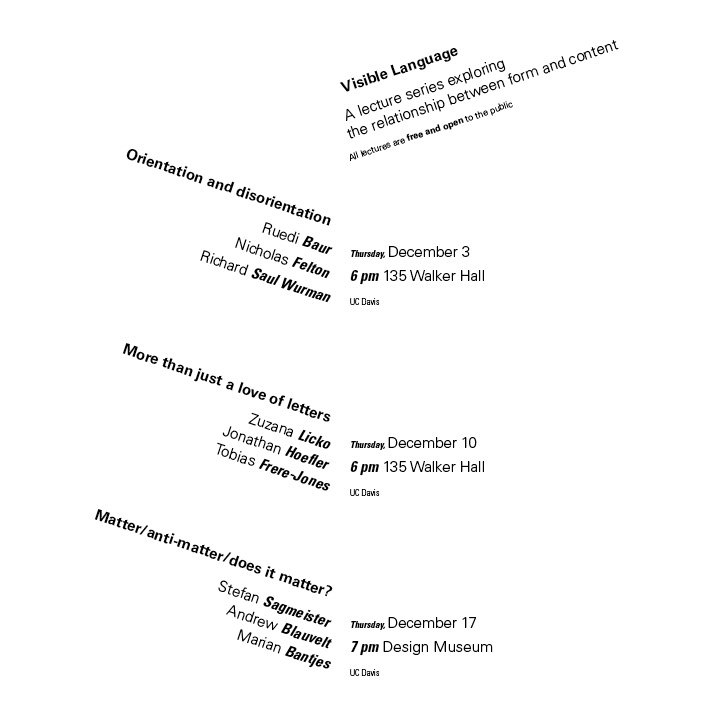 Visible Language
A lecture series exploring
the relationship between form and content
All lectures are free and open to the public
Orientation and disorientation
Ruedi Baur
Nicholas Felton
Richard Saul Wurman
Thursday, December 3
6 pm 135 Walker Hall
UC Davis
More than just a love of letters
Zuzana Licko
Jonathan Hoefler
Tobias Frere-Jones
Thursday, December 10
6 pm 135 Walker Hall
UC Davis
Matter/anti-matter/does it matter?
Stefan Sagmeister
Andrew Blauvelt
Marian Bantjes
Thursday, December 17
7 pm Design Museum
UC Davis